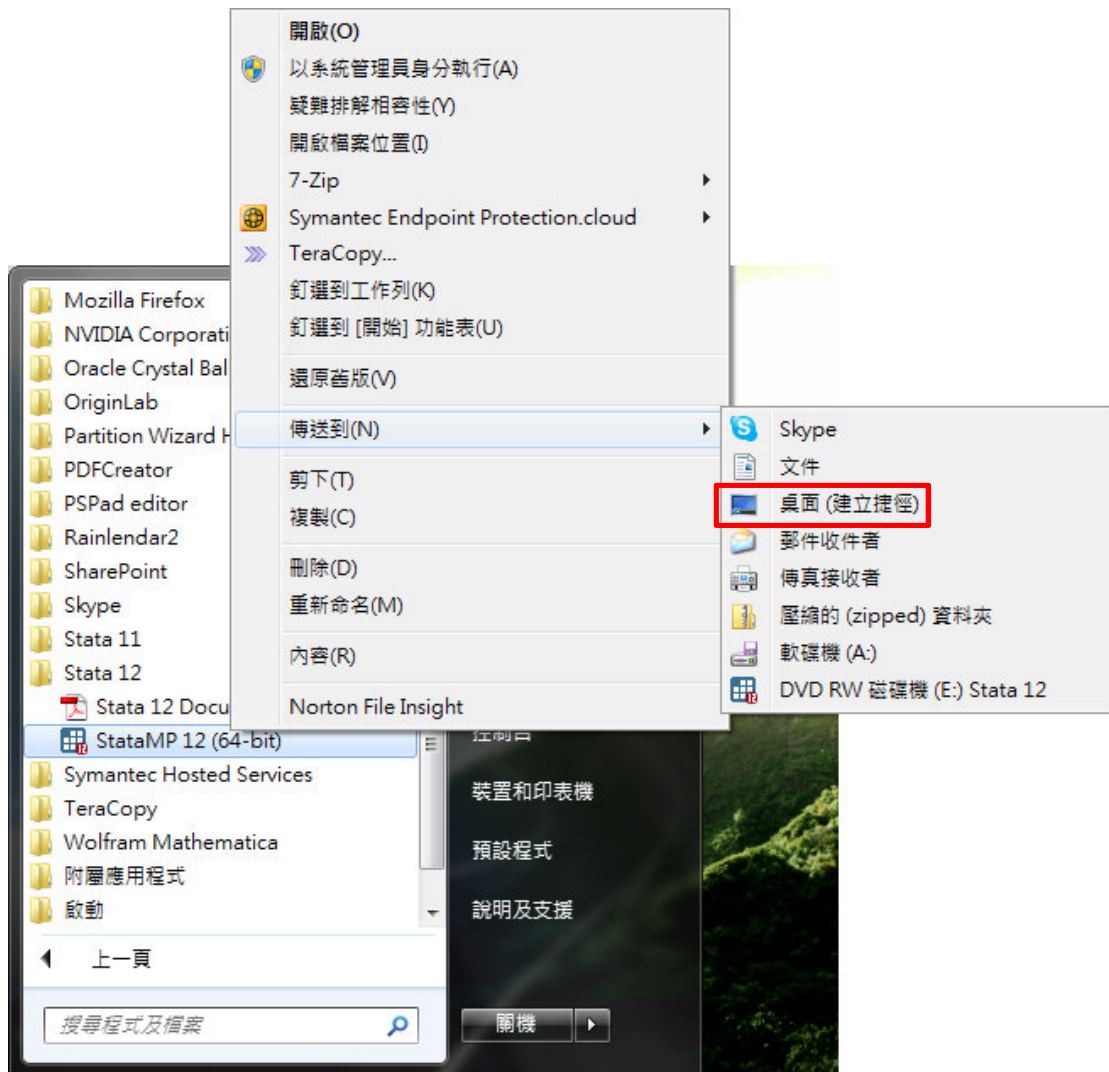 開啟(O)
以系統管理員身分執行(A)
疑難排解相容性(Y)
開啟檔案位置(I)
7-Zip
Symantec Endpoint Protection.cloud
TeraCopy...
釘選到工作列(K)
釘選到 [開始] 功能表(U)
還原舊版(V)
傳送到(N)
剪下(T)
複製(C)
刪除(D)
重新命名(M)
內容(R)
Norton File Insight
Skype
文件
桌面 (建立捷徑)
郵件收件者
傳真接收者
壓縮的 (zipped) 資料夾
軟碟機 (A:)
DVD RW 磁碟機 (E:) Stata 12
Mozilla Firefox
NVIDIA Corporati
Oracle Crystal Bal
OriginLab
Partition Wizard H
PDFCreator
PSPad editor
Rainlendar2
SharePoint
Skype
Stata 11
Stata 12
Stata 12 Docu
StataMP 12 (64-bit)
Symantec Hosted Services
TeraCopy
Wolfram Mathematica
附屬應用程式
啟動
上一頁
搜尋程式及檔案
控制台
裝置和印表機
預設程式
說明及支援
關機